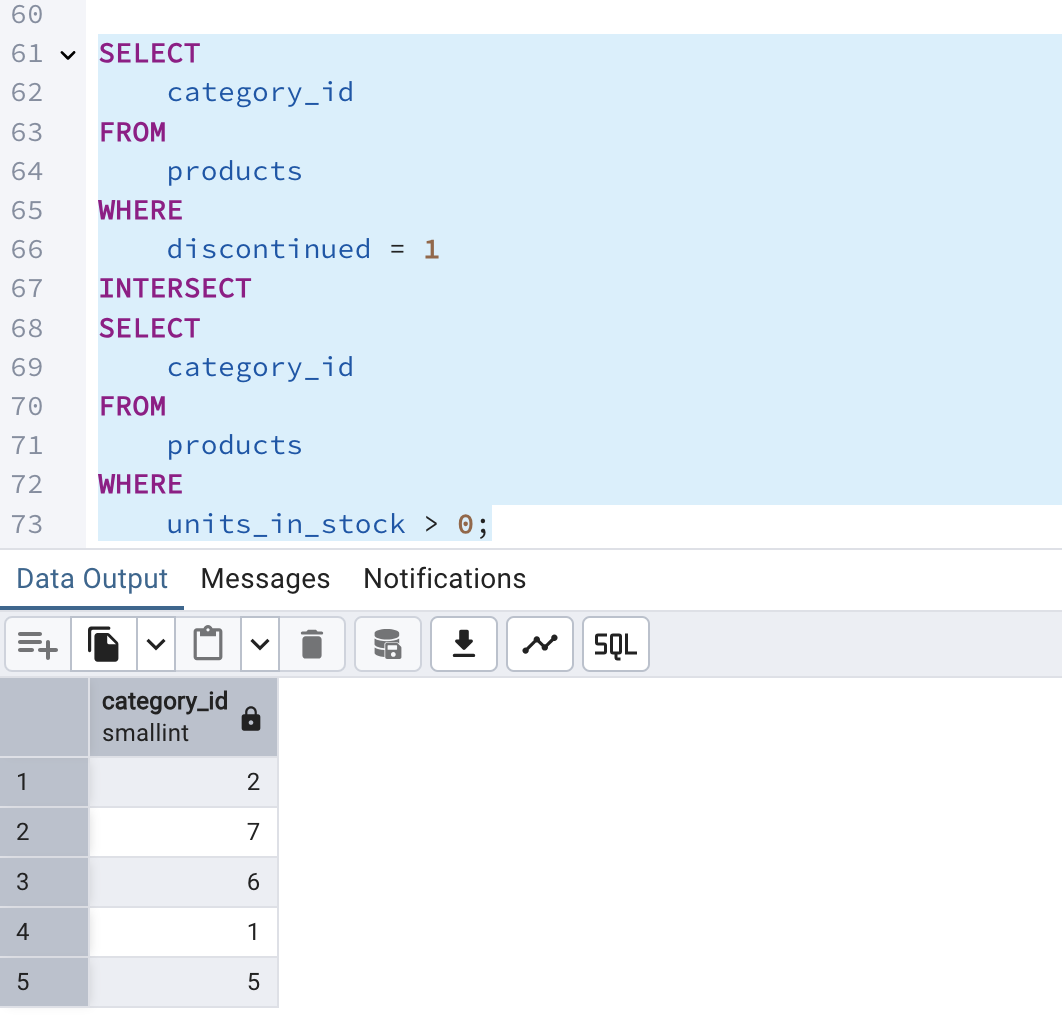 60
61 SELECT
62 category_id
63 FROM
64 products
65 WHERE
66 discontinued = 1
67 INTERSECT
68 SELECT
69 category_id
70 FROM
71 products
72 WHERE
73 units_in_stock > 0;
Data Output Messages Notifications
SQL
category_id
smallint
1 2
2 7
3 6
4 1
5 5